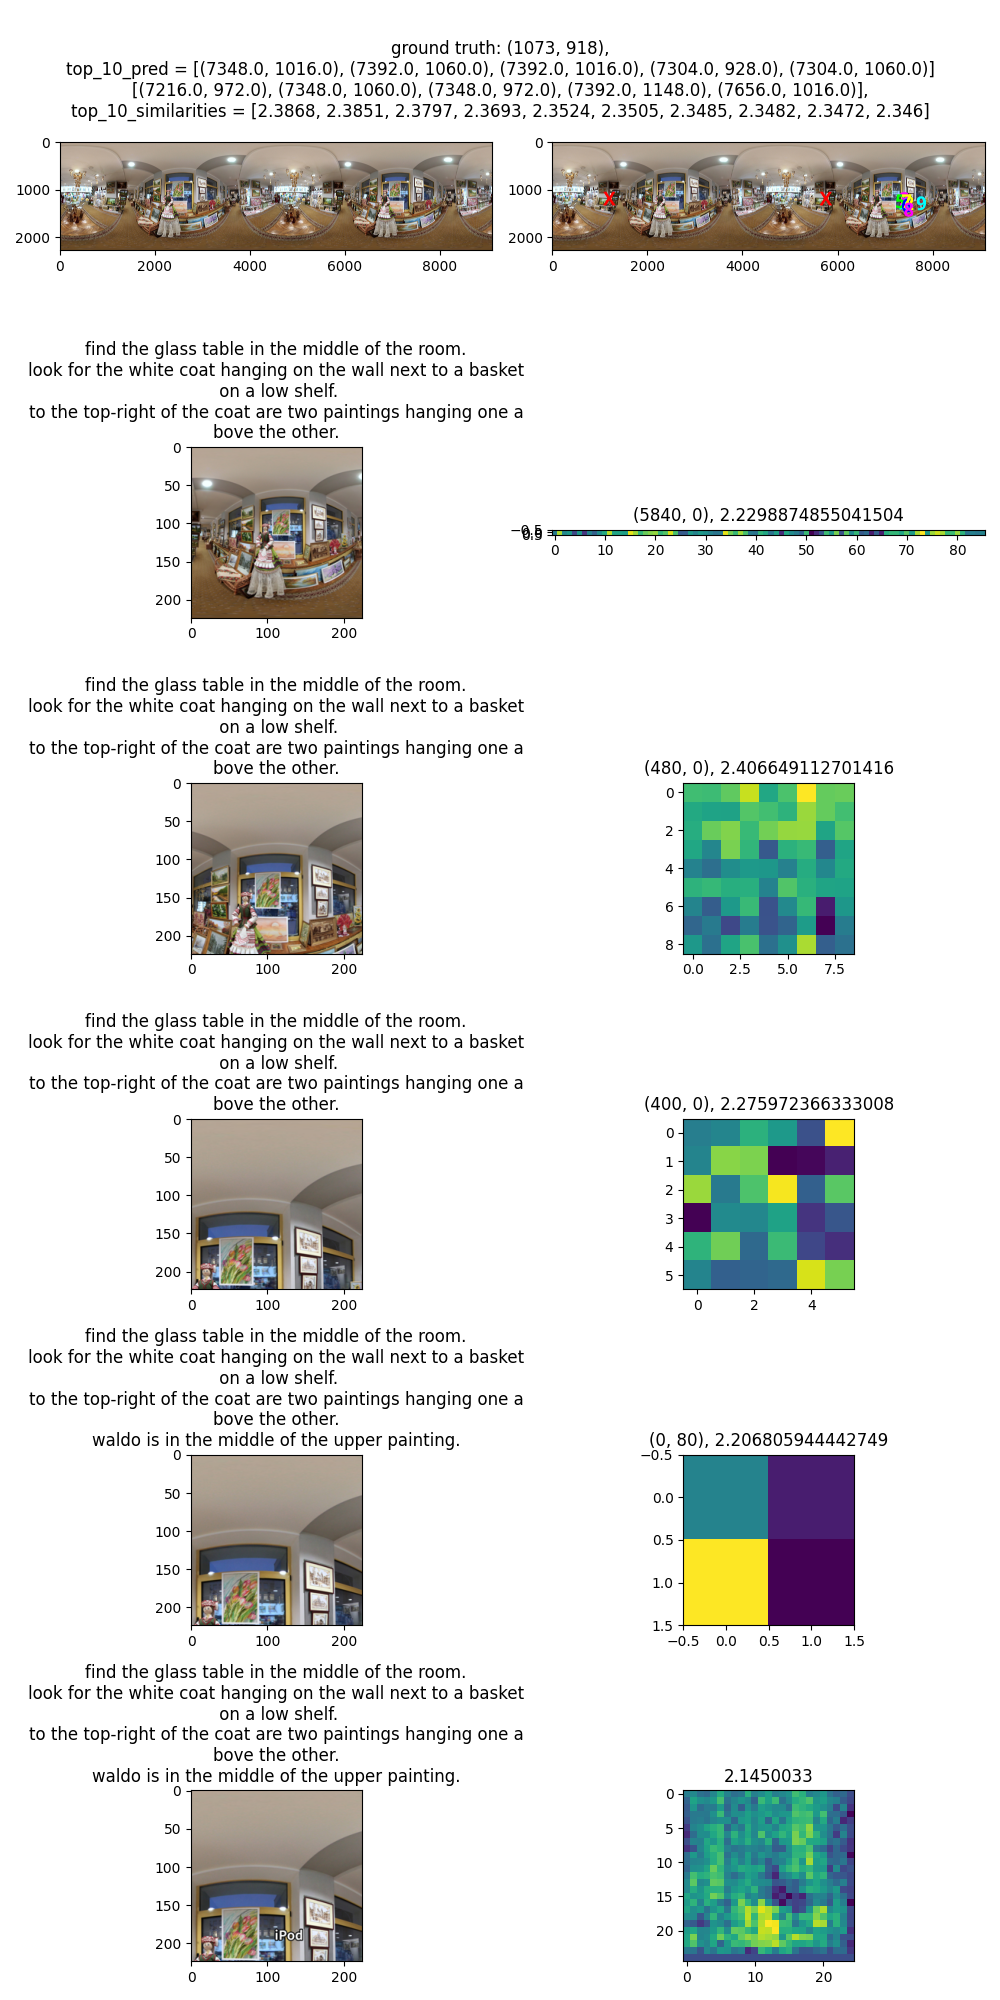 ground truth: (1073, 918),
top_10_pred = [(7348.0, 1016.0), (7392.0, 1060.0), (7392.0, 1016.0), (7304.0, 928.0), (7304.0, 1060.0)]
[(7216.0, 972.0), (7348.0, 1060.0), (7348.0, 972.0), (7392.0, 1148.0), (7656.0, 1016.0)],
top_10_similarities = [2.3868, 2.3851, 2.3797, 2.3693, 2.3524, 2.3505, 2.3485, 2.3482, 2.3472, 2.346]
0 0
1000 1000
X X 7 9
2000 2000
0 2000 4000 6000 8000 0 2000 4000 6000 8000
find the glass table in the middle of the room.
look for the white coat hanging on the wall next to a basket
on a low shelf.
to the top-right of the coat are two paintings hanging one a
bove the other.
0
50
100
150
200
0 100 200
(5840, 0), 2.2298874855041504
0 10 20 30 40 50 60 70 80
find the glass table in the middle of the room.
look for the white coat hanging on the wall next to a basket
on a low shelf.
to the top-right of the coat are two paintings hanging one a
bove the other.
0
50
100
150
200
0 100 200
(480, 0), 2.406649112701416
0
2
4
6
8
0.0 2.5 5.0 7.5
find the glass table in the middle of the room.
look for the white coat hanging on the wall next to a basket
on a low shelf.
to the top-right of the coat are two paintings hanging one a
bove the other.
0
50
100
150
200
0 100 200
(400, 0), 2.275972366333008
0
1
2
3
4
5
0 2 4
find the glass table in the middle of the room.
look for the white coat hanging on the wall next to a basket
on a low shelf.
to the top-right of the coat are two paintings hanging one a
bove the other.
waldo is in the middle of the upper painting.
0
50
100
150
200
0 100 200
(0, 80), 2.206805944442749
−0.5
0.0
0.5
1.0
1.5
−0.5 0.0 0.5 1.0 1.5
find the glass table in the middle of the room.
look for the white coat hanging on the wall next to a basket
on a low shelf.
to the top-right of the coat are two paintings hanging one a
bove the other.
waldo is in the middle of the upper painting.
0
50
100
150
iPod
200
0 100 200
2.1450033
0
5
10
15
20
0 10 20